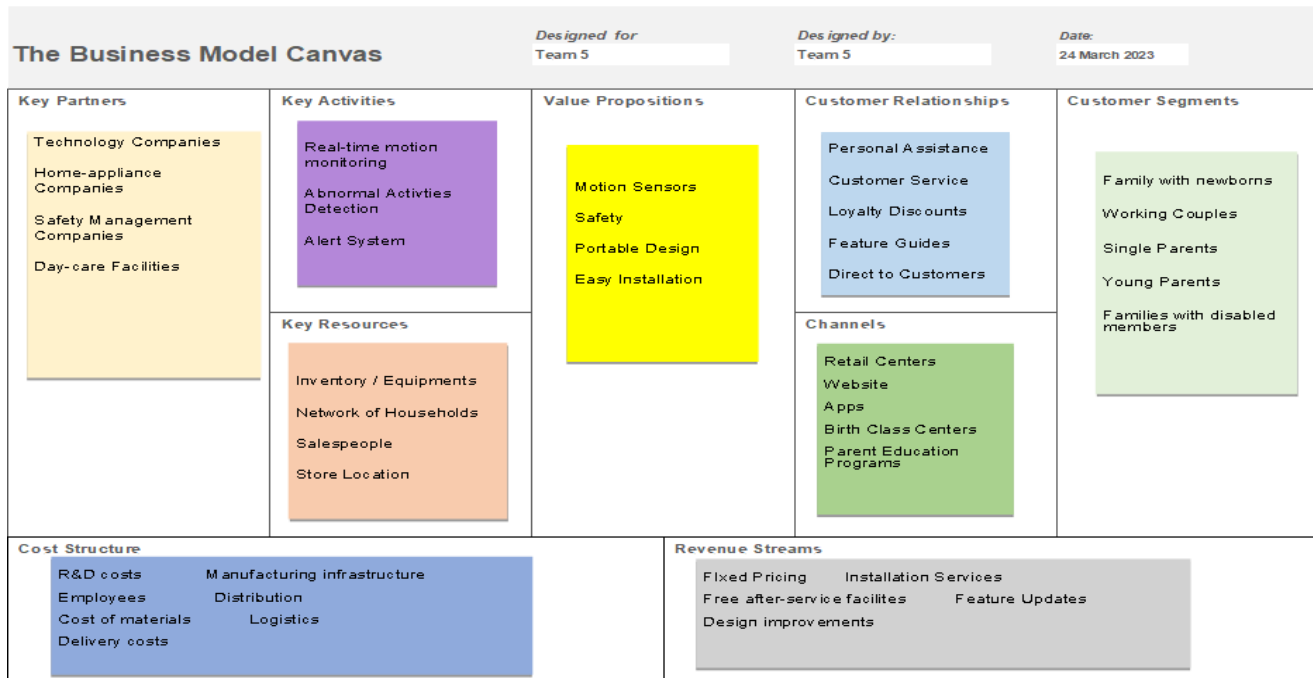 The Business Model Canvas
Designed for
Team 5
Designed by:
Team 5
Date:
24 March 2023
Key Partners
Technology Companies
Home-appliance
Companies
Safety Management
Companies
Day-care Facilities
Key Activities
Real-time motion
monitoring
Abnormal Activties
Detection
Alert System
Key Resources
Inventory / Equipments
Network of Households
Salespeople
Store Location
Value Propositions
Motion Sensors
Safety
Portable Design
Easy Installation
Customer Relationships
Personal Assistance
Customer Service
Loyalty Discounts
Feature Guides
Direct to Customers
Channels
Retail Centers
Website
Apps
Birth Class Centers
Parent Education
Programs
Customer Segments
Family with newborns
Working Couples
Single Parents
Young Parents
Families with disabled
members
Cost Structure
R&D costs Manufacturing infrastructure
Employees Distribution
Cost of materials Logistics
Delivery costs
Revenue Streams
FIxed Pricing Installation Services
Free after-service facilites Feature Updates
Design improvements